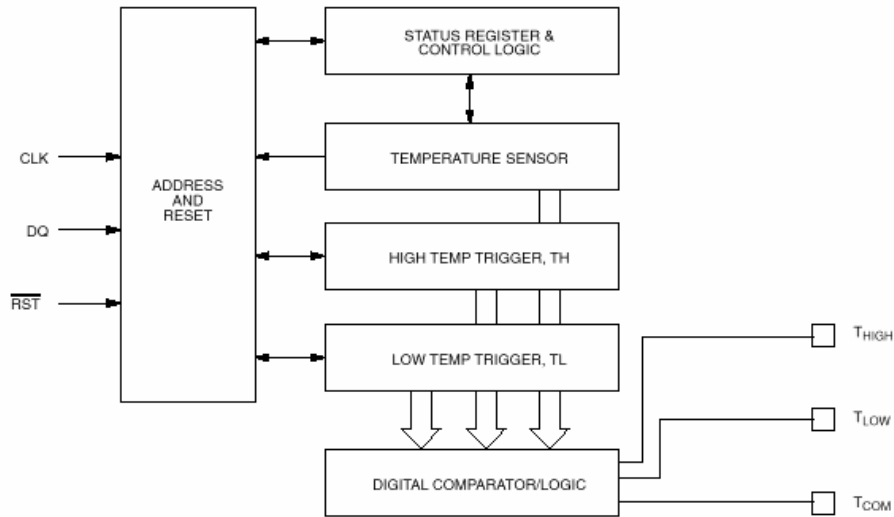 STATUS REGISTER &
CONTROL LOGIC
TEMPERATURE SENSOR
CLK
ADDRESS
AND
RESET
DQ
HIGH TEMP TRIGGER, TH
RST
LOW TEMP TRIGGER, TL
THIGH
TLOW
DIGITAL COMPARATOR/LOGIC
TCOM